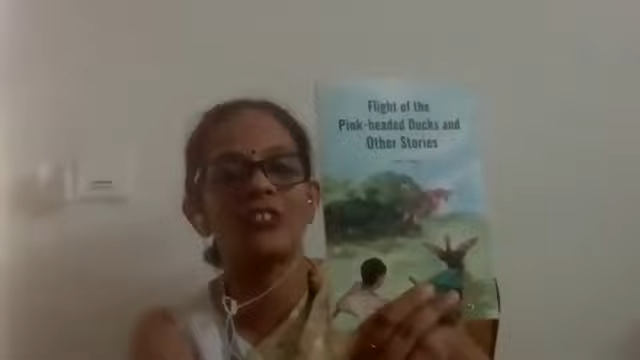 Flight of the
Pink-headed Ducks and
Other Stories